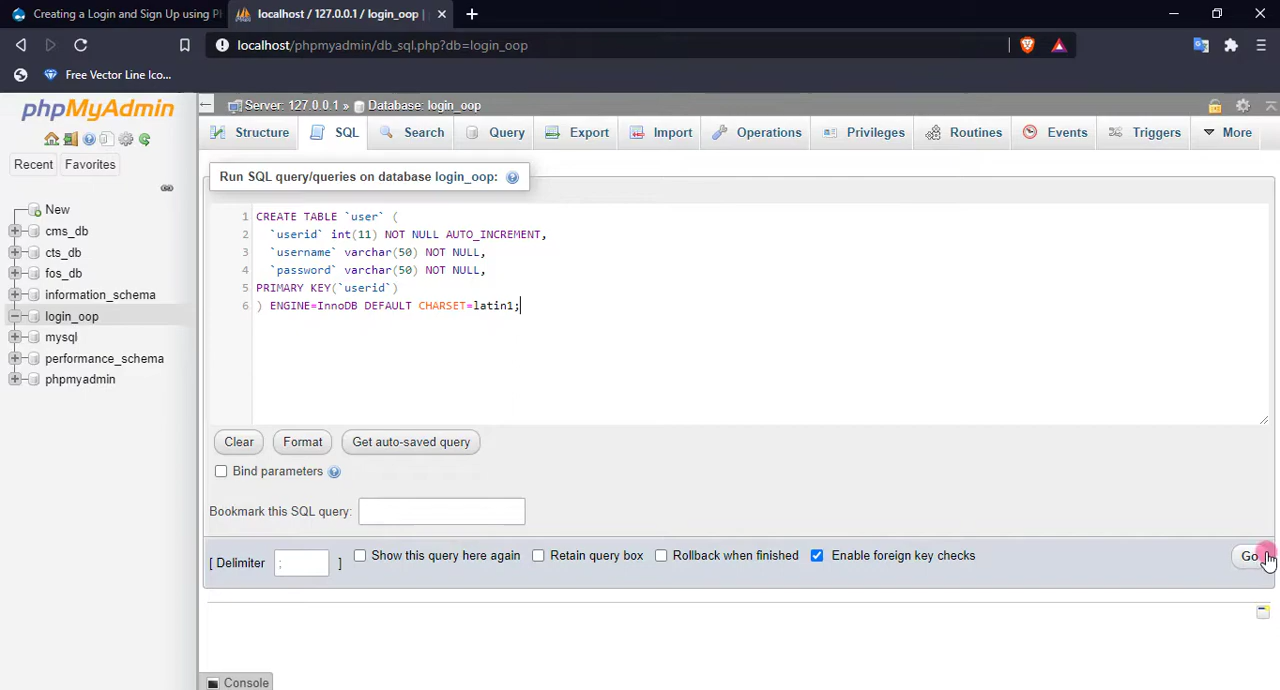 Creating a Login and Sign Up using P
localhost / 127.0.0.1 / login_oop |
localhost/phpmyadmin/db_sql.php?db=login_oop
Free Vector Line Ico...
phpMyAdmin
Recent
Favorites
New
cms_db
cts_db
fos_db
information_schema
login_oop
mysql
performance_schema
phpmyadmin
Server: 127.0.0.1 » Database: login_oop
Structure
SQL
Search
Query
Export
Import
Operations
Privileges
Routines
Events
Triggers
More
Run SQL query/queries on database login_oop:
1 CREATE TABLE `user` (
2 `userid` int(11) NOT NULL AUTO_INCREMENT,
3 `username` varchar(50) NOT NULL,
4 `password` varchar(50) NOT NULL,
5 PRIMARY KEY(`userid`)
6 ) ENGINE=InnoDB DEFAULT CHARSET=latin1;
Clear
Format
Get auto-saved query
Bind parameters
Bookmark this SQL query:
[ Delimiter ; ]
Show this query here again
Retain query box
Rollback when finished
Enable foreign key checks
Go
Console